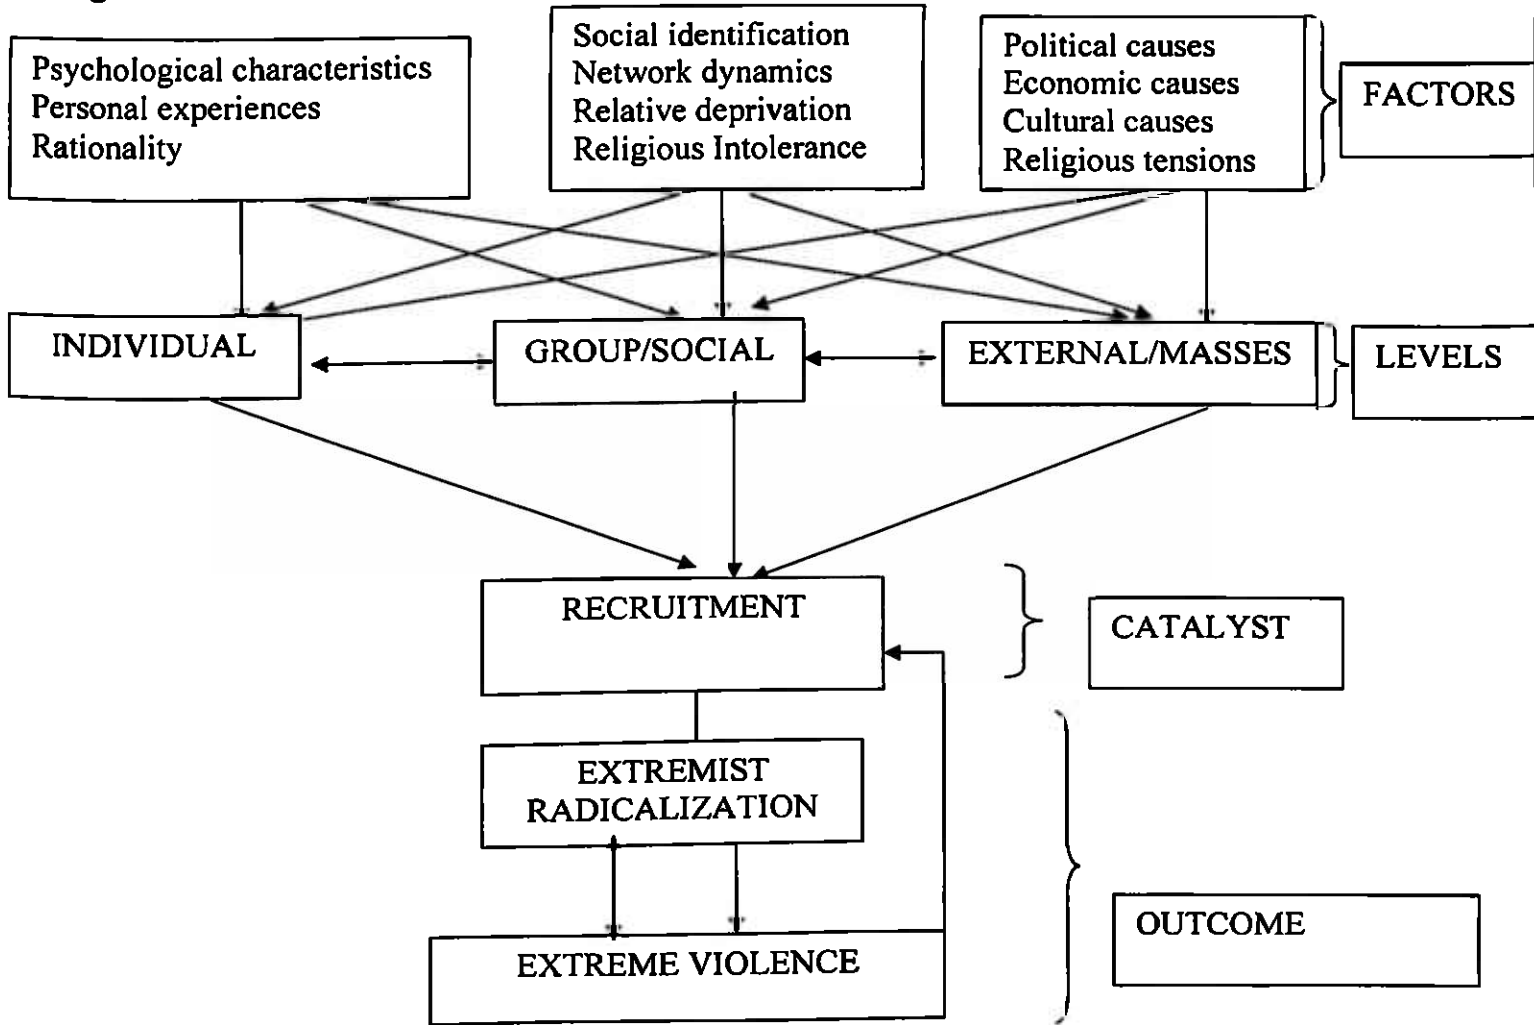 Psychological characteristics
Personal experiences
Rationality
Social identification
Network dynamics
Relative deprivation
Religious Intolerance
Political causes
Economic causes
Cultural causes
Religious tensions
FACTORS
INDIVIDUAL
GROUP/SOCIAL
EXTERNAL/MASSES
LEVELS
RECRUITMENT
CATALYST
EXTREMIST
RADICALIZATION
OUTCOME
EXTREME VIOLENCE